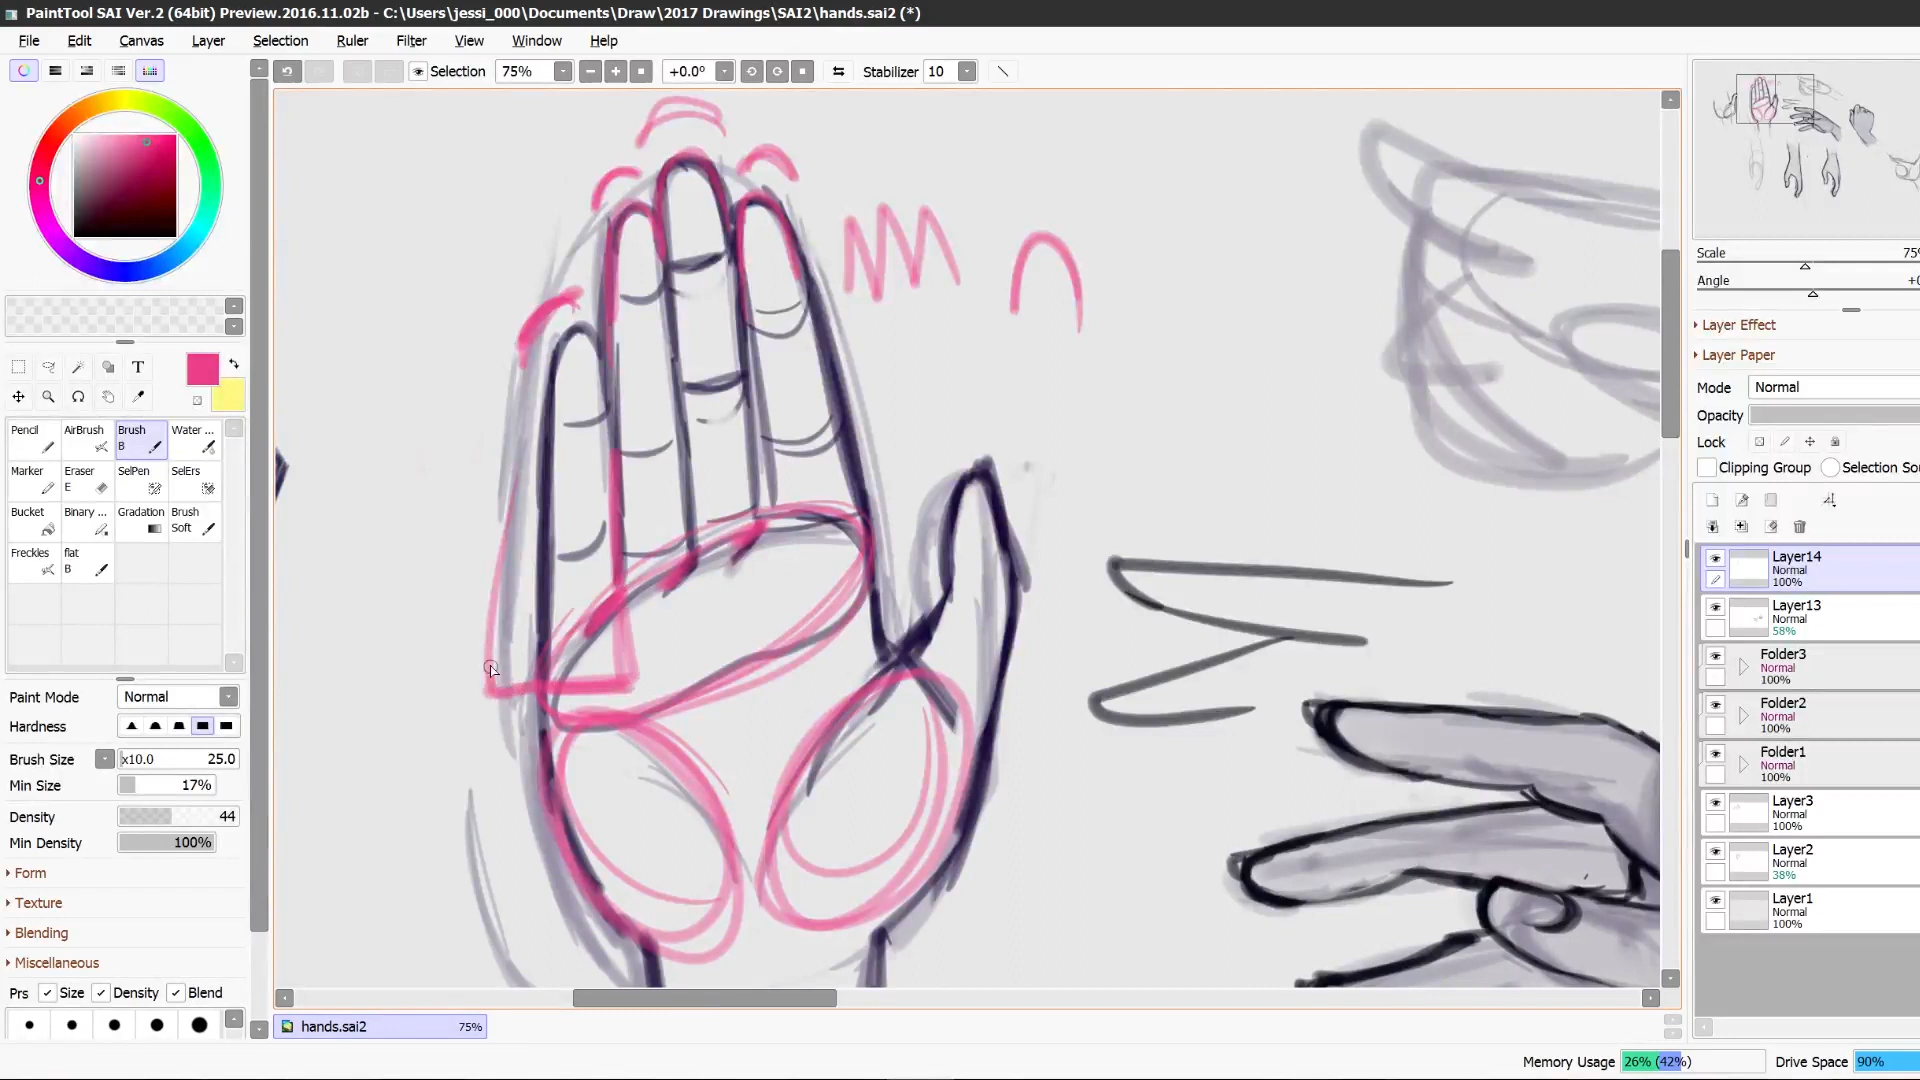 PaintTool SAI Ver.2 (64bit) Preview.2016.11.02b - C:\Users\jessi_000\Documents\Draw\2017 Drawings\SAI2\hands.sai2 (*)
File Edit Canvas Layer Selection Ruler Filter View Window Help
Selection 75% +0.0° Stabilizer 10
T
Pencil AirBrush Brush Water ...
B
Marker Eraser SelPen SelErs
E
Bucket Binary ... Gradation Brush
Soft
Freckles flat
B
Paint Mode Normal
Hardness
Brush Size x10.0 25.0
Min Size 17%
Density 44
Min Density 100%
Form
Texture
Blending
Miscellaneous
Prs Size Density Blend
hands.sai2 75%
Scale 75%
Angle +0
Layer Effect
Layer Paper
Mode Normal
Opacity
Lock
Clipping Group Selection Sou
Layer14
Normal
100%
Layer13
58%
Folder3
Normal
100%
Folder2
Normal
100%
Folder1
Normal
100%
Layer3
Normal
100%
Layer2
38%
Layer1
Normal
100%
Memory Usage 26% (42%) Drive Space 90%